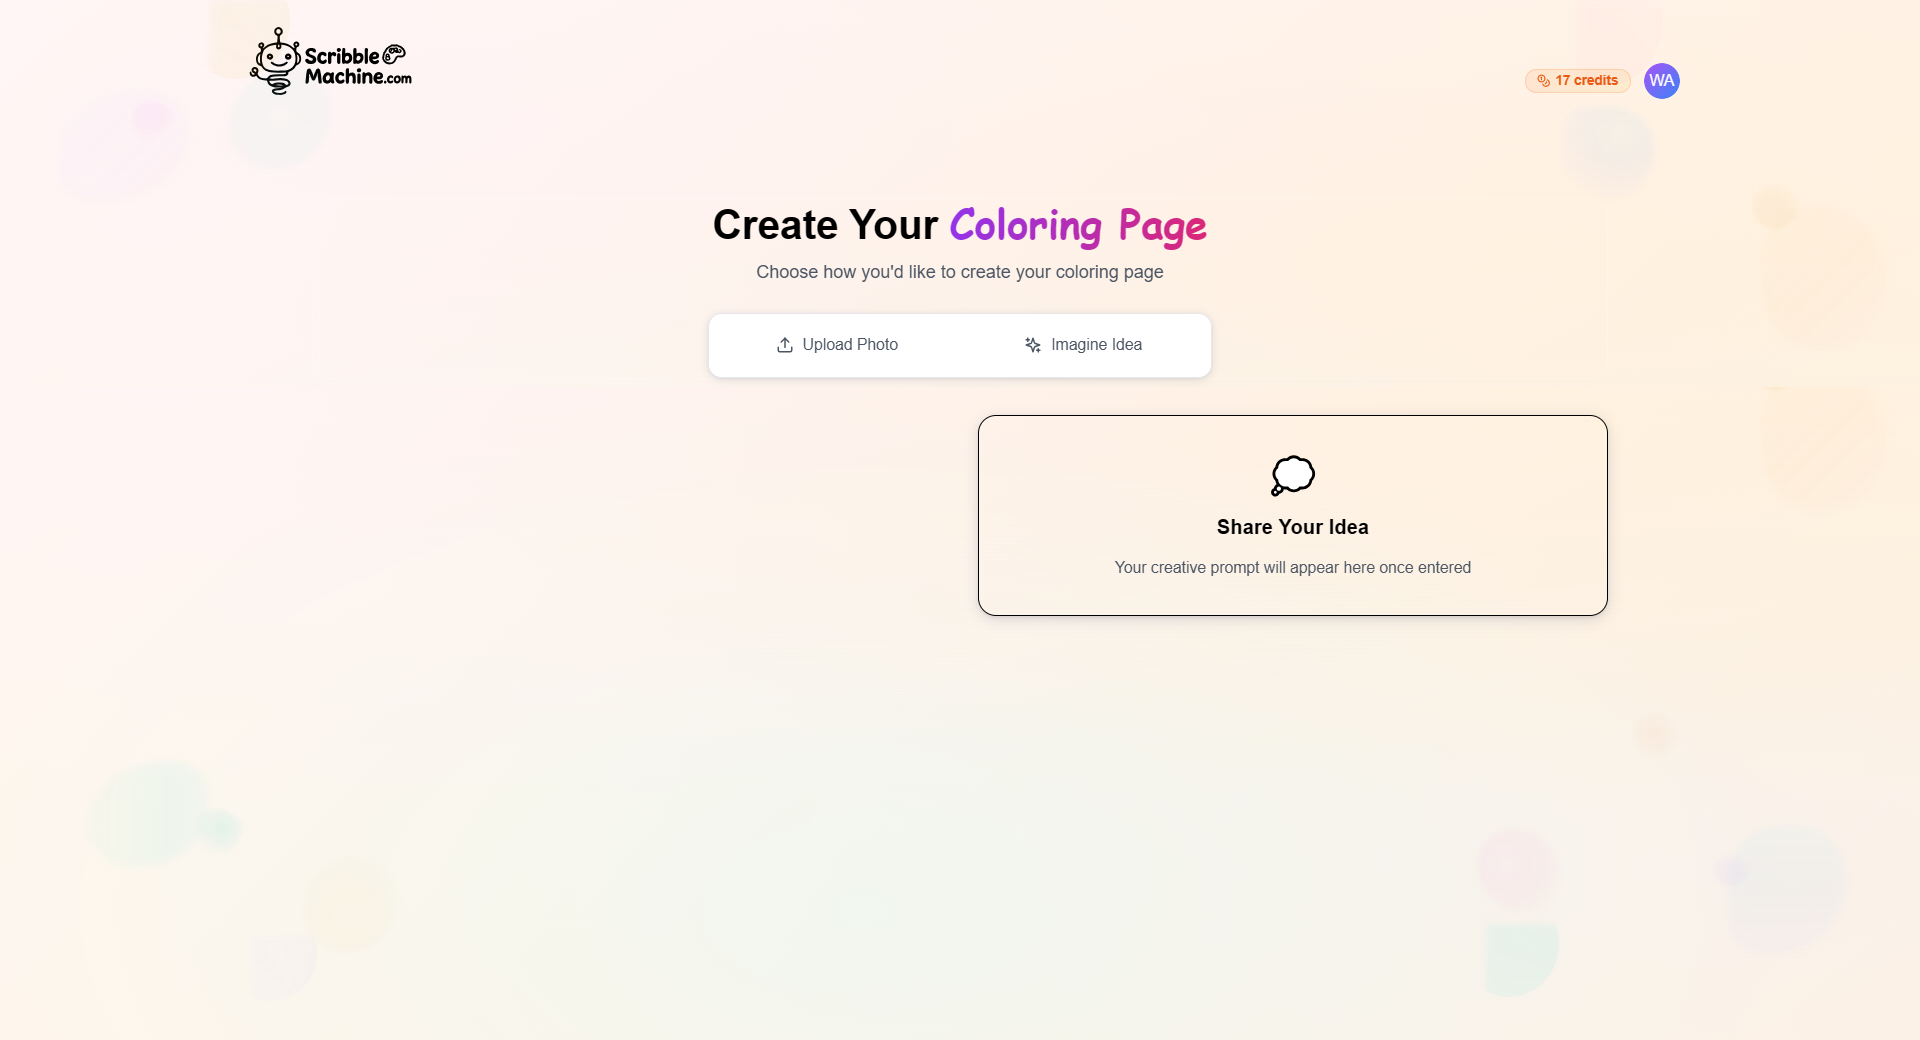 Scribble
Machine.com
17 credits
WA
Create Your Coloring Page
Choose how you'd like to create your coloring page
Upload Photo
Imagine Idea
Share Your Idea
Your creative prompt will appear here once entered